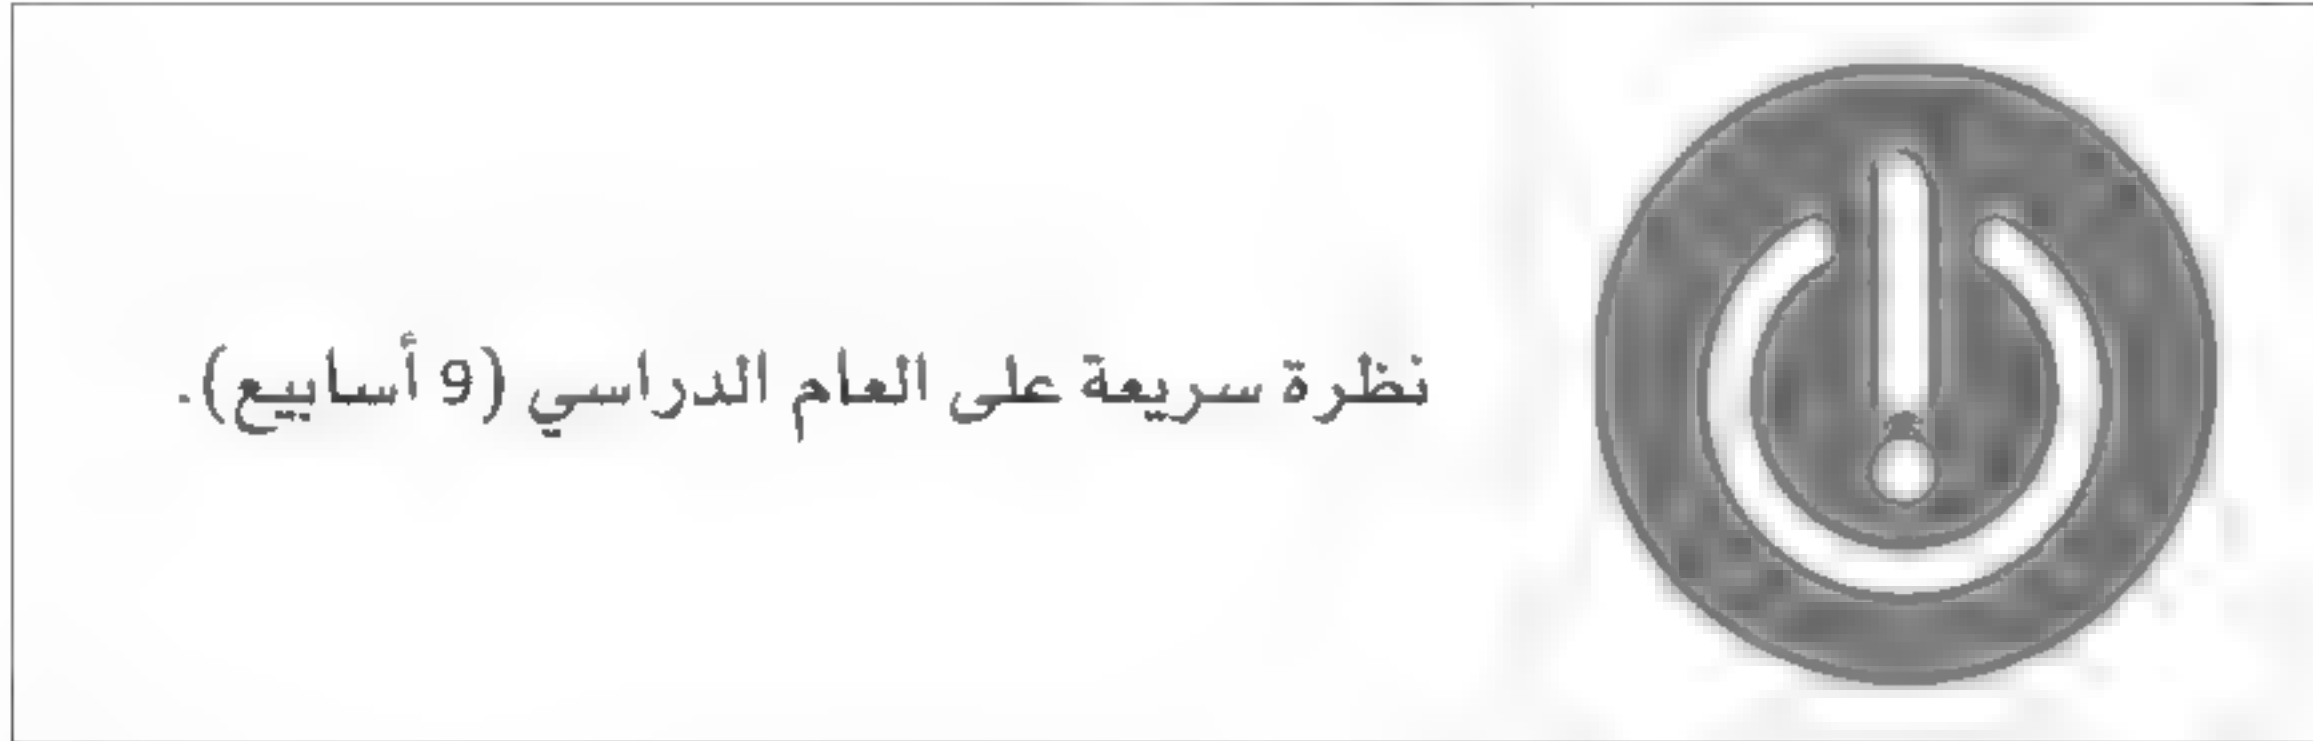 نظرة سريعة على العام الدراسي (9 أسابيع).